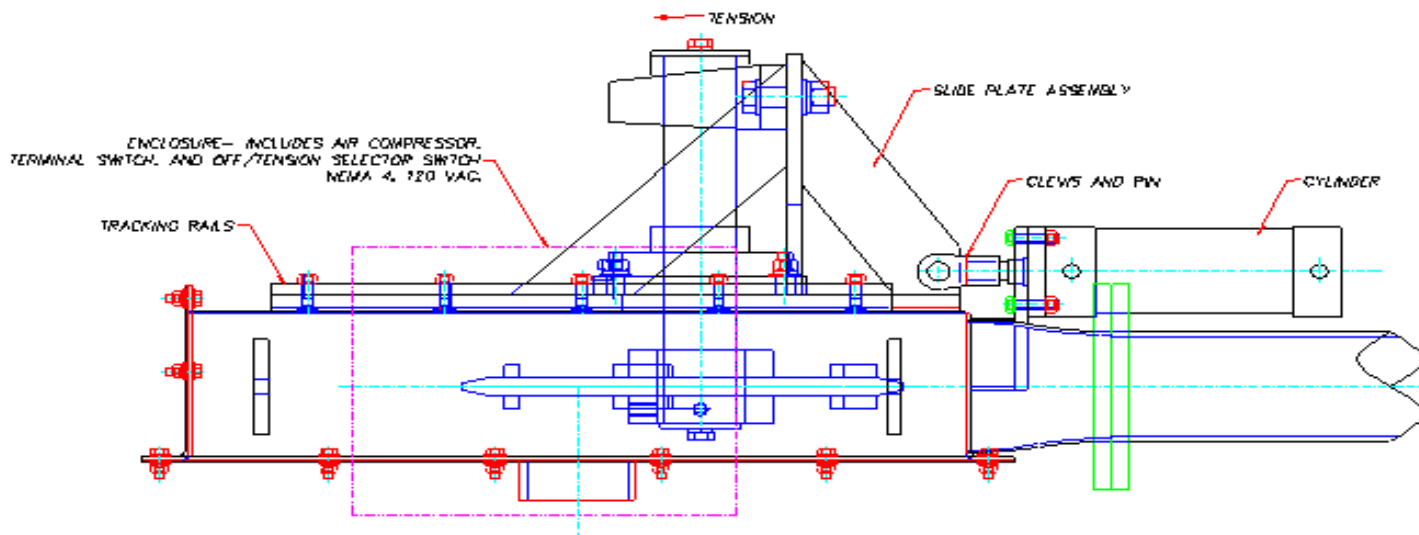 TENSION
SLIDE PLATE ASSEMBLY
ENCLOSURE- INCLUDES AIR COMPRESSOR,
TERMINAL SWITCH, AND OFF/TENSION SELECTOR SWITCH
NEMA 4, 120 VAC.
CLEVIS AND PIN
CYLINDER
TRACKING RAILS